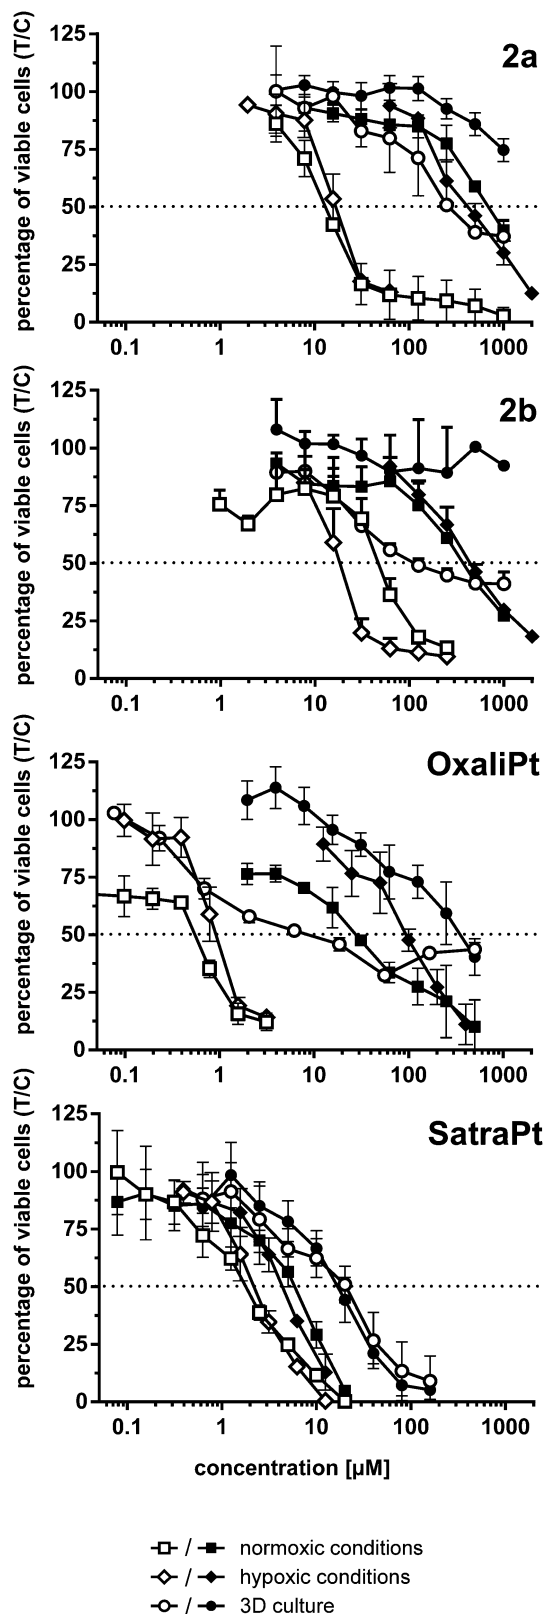 2a
percentage of viable cells (T/C)
125
100
75
50
25
0
0.1 1 10 100 1000
2b
percentage of viable cells (T/C)
125
100
75
50
25
0
0.1 1 10 100 1000
OxaliPt
percentage of viable cells (T/C)
125
100
75
50
25
0
0.1 1 10 100 1000
SatraPt
percentage of viable cells (T/C)
125
100
75
50
25
0
0.1 1 10 100 1000
concentration [µM]
/ normoxic conditions
/ hypoxic conditions
/ 3D culture